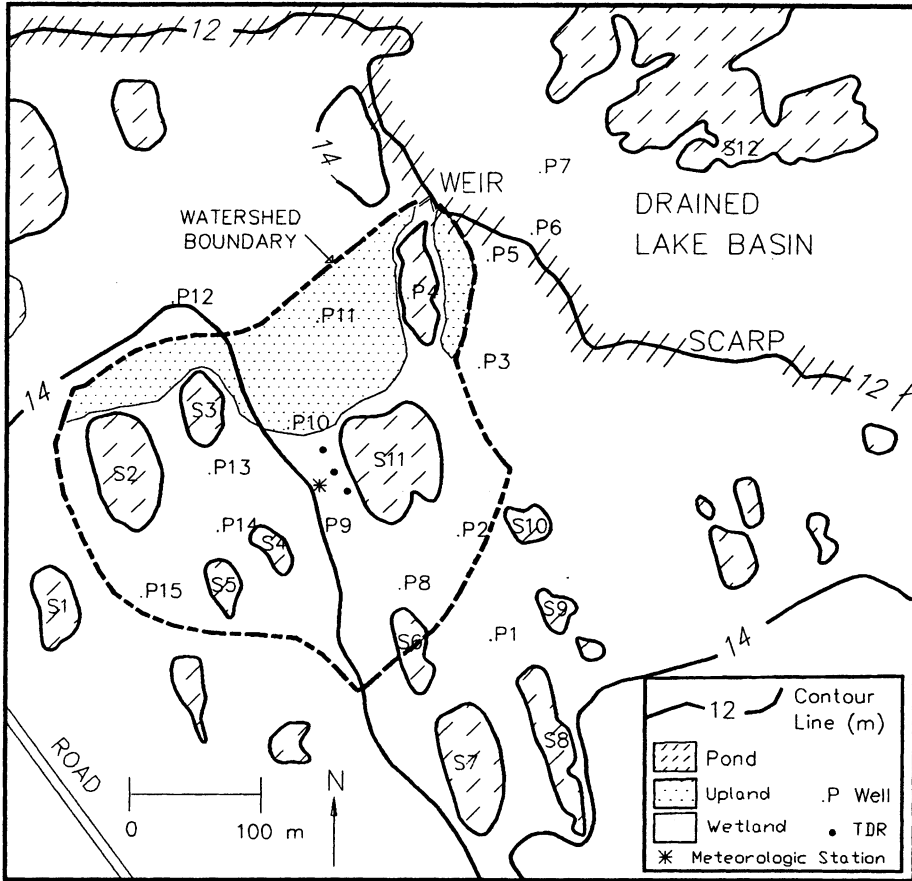 12
14
WEIR
.P7
S12
DRAINED
LAKE BASIN
WATERSHED
BOUNDARY
.P6
.P5
P4
.P12
.P11
.P3
SCARP
12
14
S3
.P10
S2
.P13
S11
.P14
S4
P9
.P2
S10
S1
.P15
S5
.P8
S6
.P1
S9
14
S7
S8
ROAD
0 100 m
N
12 Contour
Line (m)
Pond
Upland .P Well
Wetland TDR
Meteorologic Station